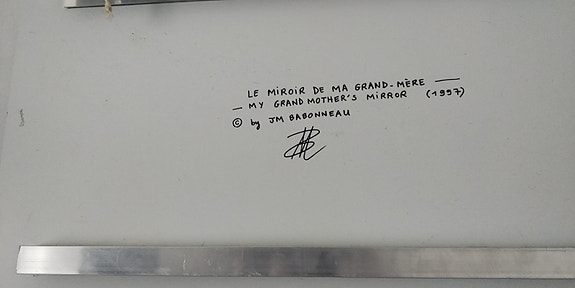 LE MIROIR DE MA GRAND-MÈRE —
— MY GRANDMOTHER'S MIRROR (1997)
© by JM BABONNEAU